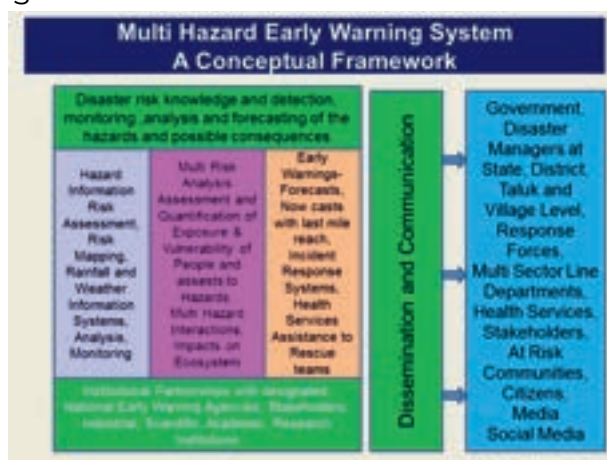 Multi Hazard Early Warning System
A Conceptual Framework
Disaster risk knowledge and detection,
monitoring ,analysis and forecasting of the
hazards and possible consequences
Hazard
Information
Risk
Assessment,
Risk
Mapping,
Rainfall and
Weather
Information
Systems,
Analysis,
Monitoring
Multi Risk
Analysis
Assessment and
Quantification of
Exposure &
Vulnerability of
People and
assests to
Hazards
Multi Hazard
Interactions,
Impacts on
Ecosystem
Early
Warnings-
Forecasts,
Now casts
with last mile
reach,
Incident
Response
Systems,
Health
Services
Assistance to
Rescue
teams
Institutional Partnerships with designated
National Early Warning Agencies, Stakeholders,
Industrial, Scientific, Academic, Research
Institutions
Dissemination and Communication
Government,
Disaster
Managers at
State, District,
Taluk and
Village Level,
Response
Forces,
Multi Sector Line
Departments,
Health Services,
Stakeholders,
At Risk
Communities,
Citizens,
Media
Social Media